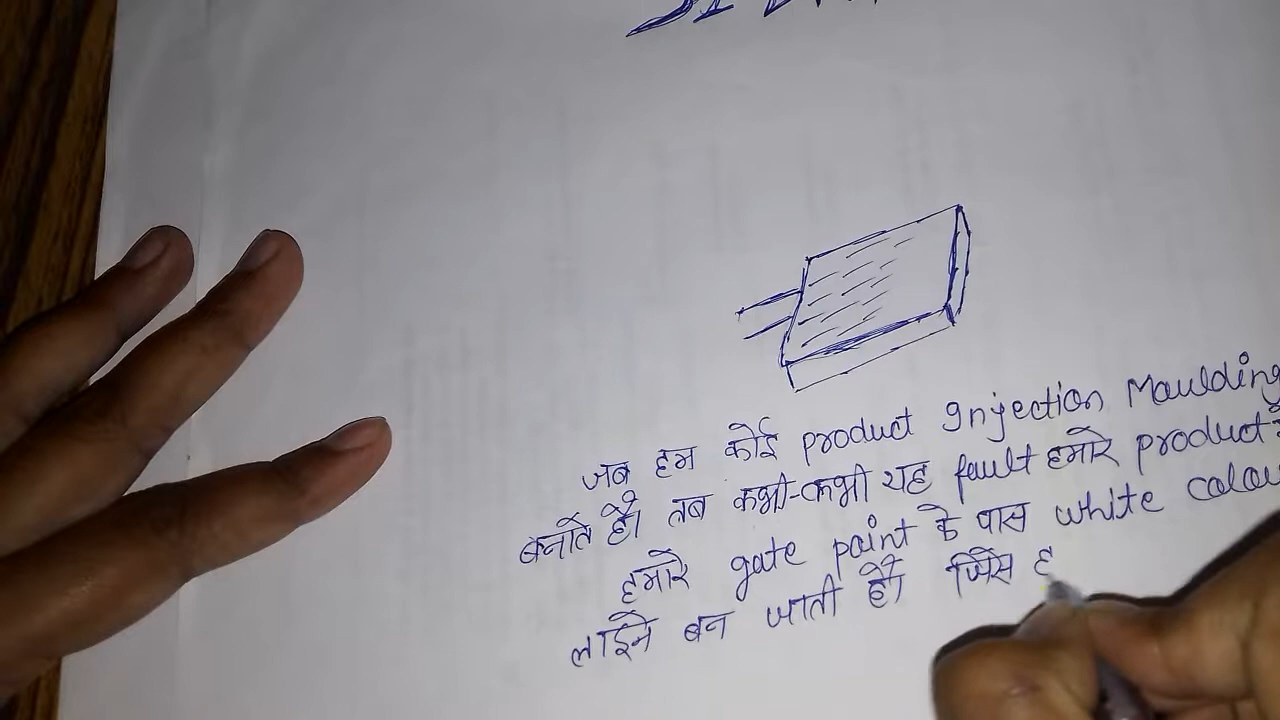 जब हम कोई product Injection Moulding
बनाते है। तब कभी-कभी यह fault हमारे product
हमारे gate point के पास white
लाईने बन जाती है। जिसे